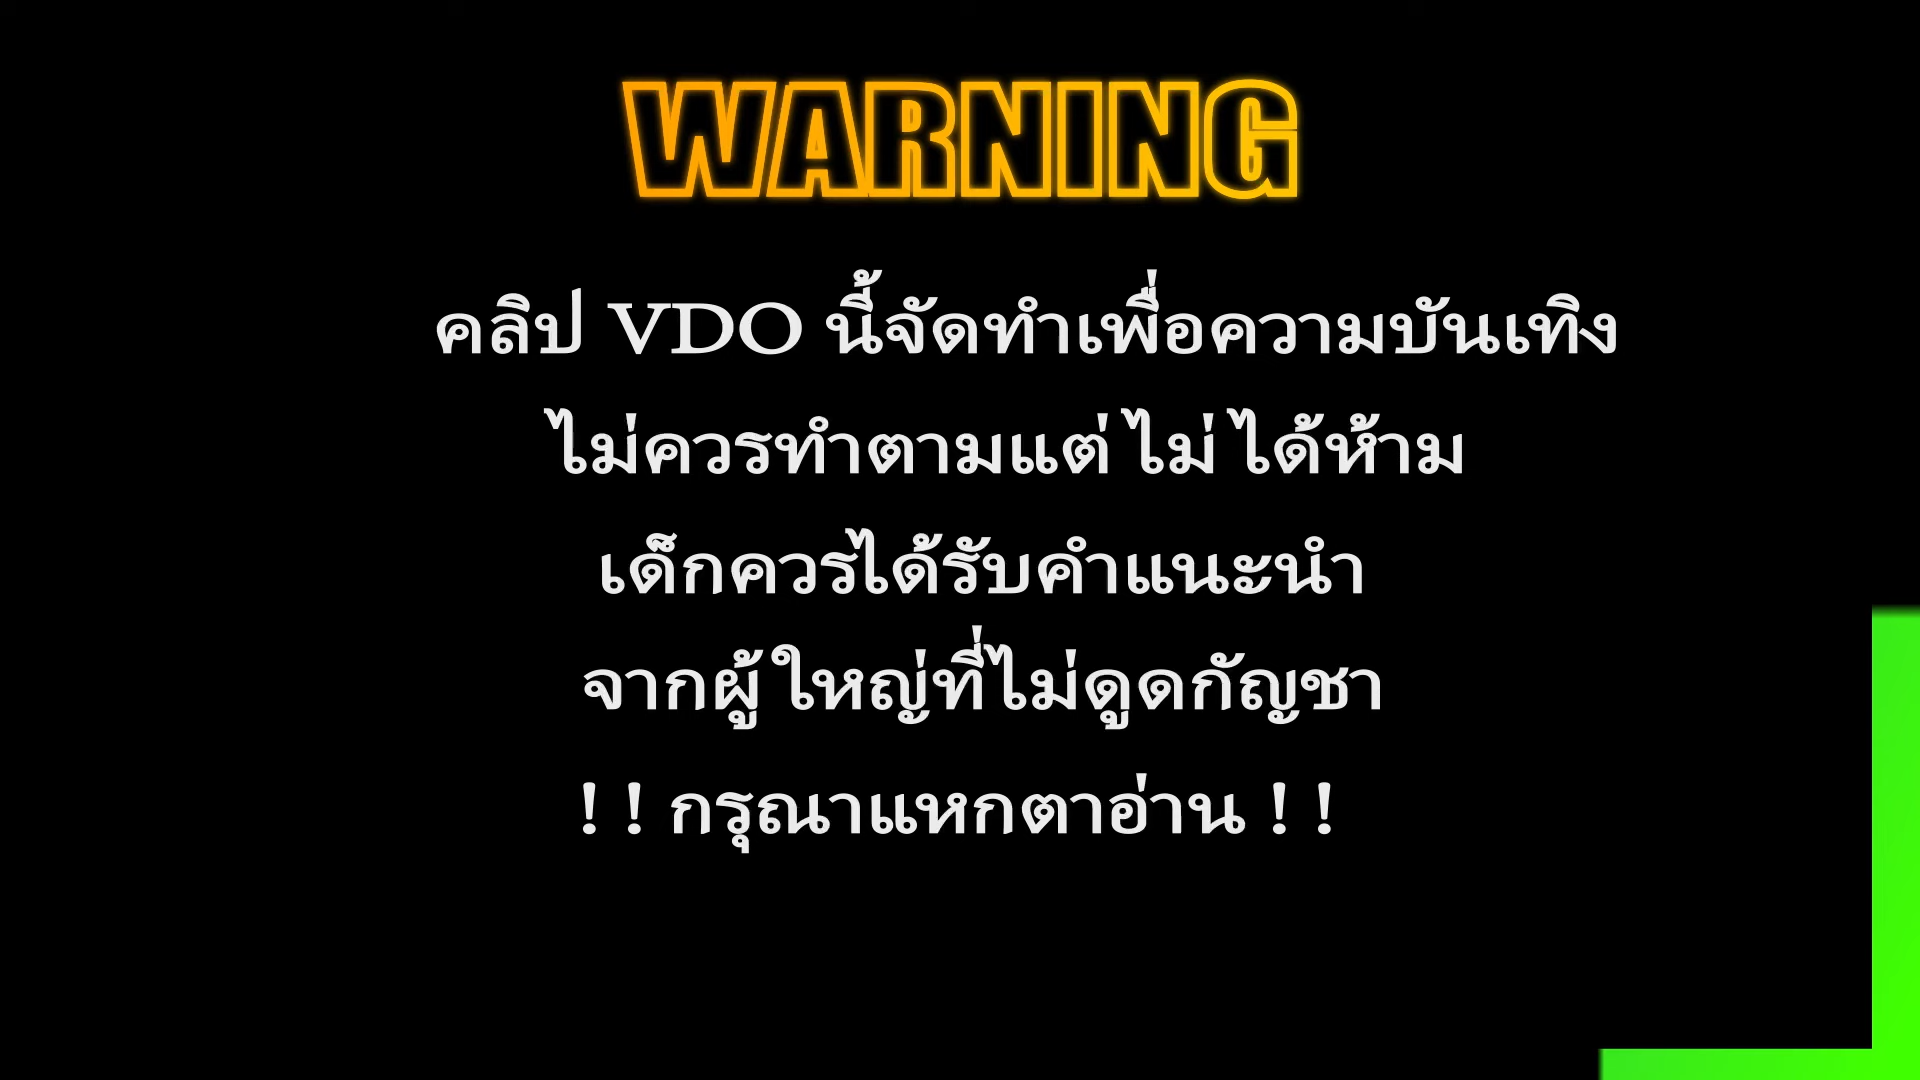 WARNING
คลิป VDO นี้จัดทำเพื่อความบันเทิง
ไม่ควรทำตามแต่ไม่ได้ห้าม
เด็กควรได้รับคำแนะนำ
จากผู้ใหญ่ที่ไม่ดูดกัญชา
! ! กรุณาแหกตาอ่าน ! !